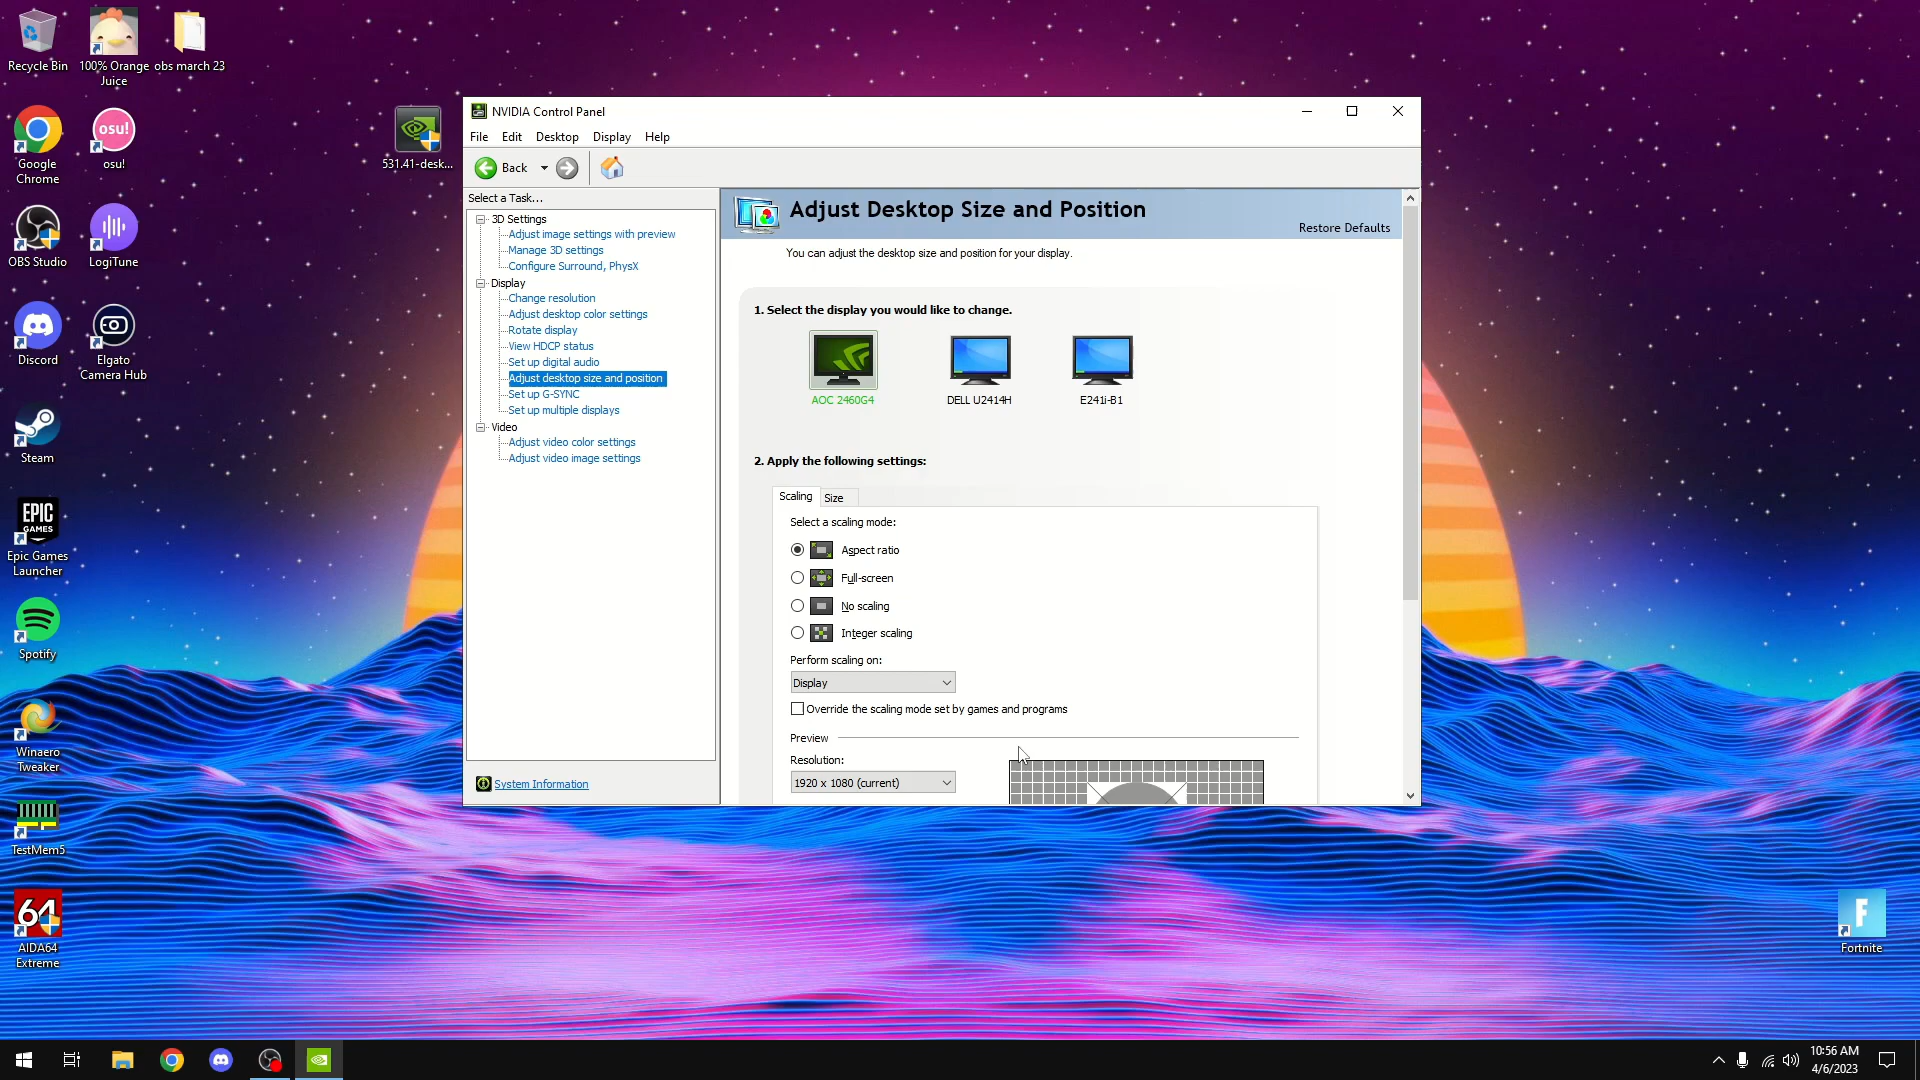 Recycle Bin
100% Orange
Juice
obs march 23
Google
Chrome
osu!
osu!
531.41-desk...
OBS Studio
LogiTune
Discord
Elgato
Camera Hub
Steam
EPIC
GAMES
Epic Games
Launcher
Spotify
Winaero
Tweaker
TestMem5
64
AIDA64
Extreme
F
Fortnite
NVIDIA Control Panel
File Edit Desktop Display Help
Back
Select a Task...
3D Settings
Adjust image settings with preview
Manage 3D settings
Configure Surround, PhysX
Display
Change resolution
Adjust desktop color settings
Rotate display
View HDCP status
Set up digital audio
Adjust desktop size and position
Set up G-SYNC
Set up multiple displays
Video
Adjust video color settings
Adjust video image settings
System Information
Adjust Desktop Size and Position
Restore Defaults
You can adjust the desktop size and position for your display.
1. Select the display you would like to change.
AOC 2460G4
DELL U2414H
E241i-B1
2. Apply the following settings:
Scaling
Size
Select a scaling mode:
Aspect ratio
Full-screen
No scaling
Integer scaling
Perform scaling on:
Display
Override the scaling mode set by games and programs
Preview
Resolution:
1920 x 1080 (current)
10:56 AM
4/6/2023